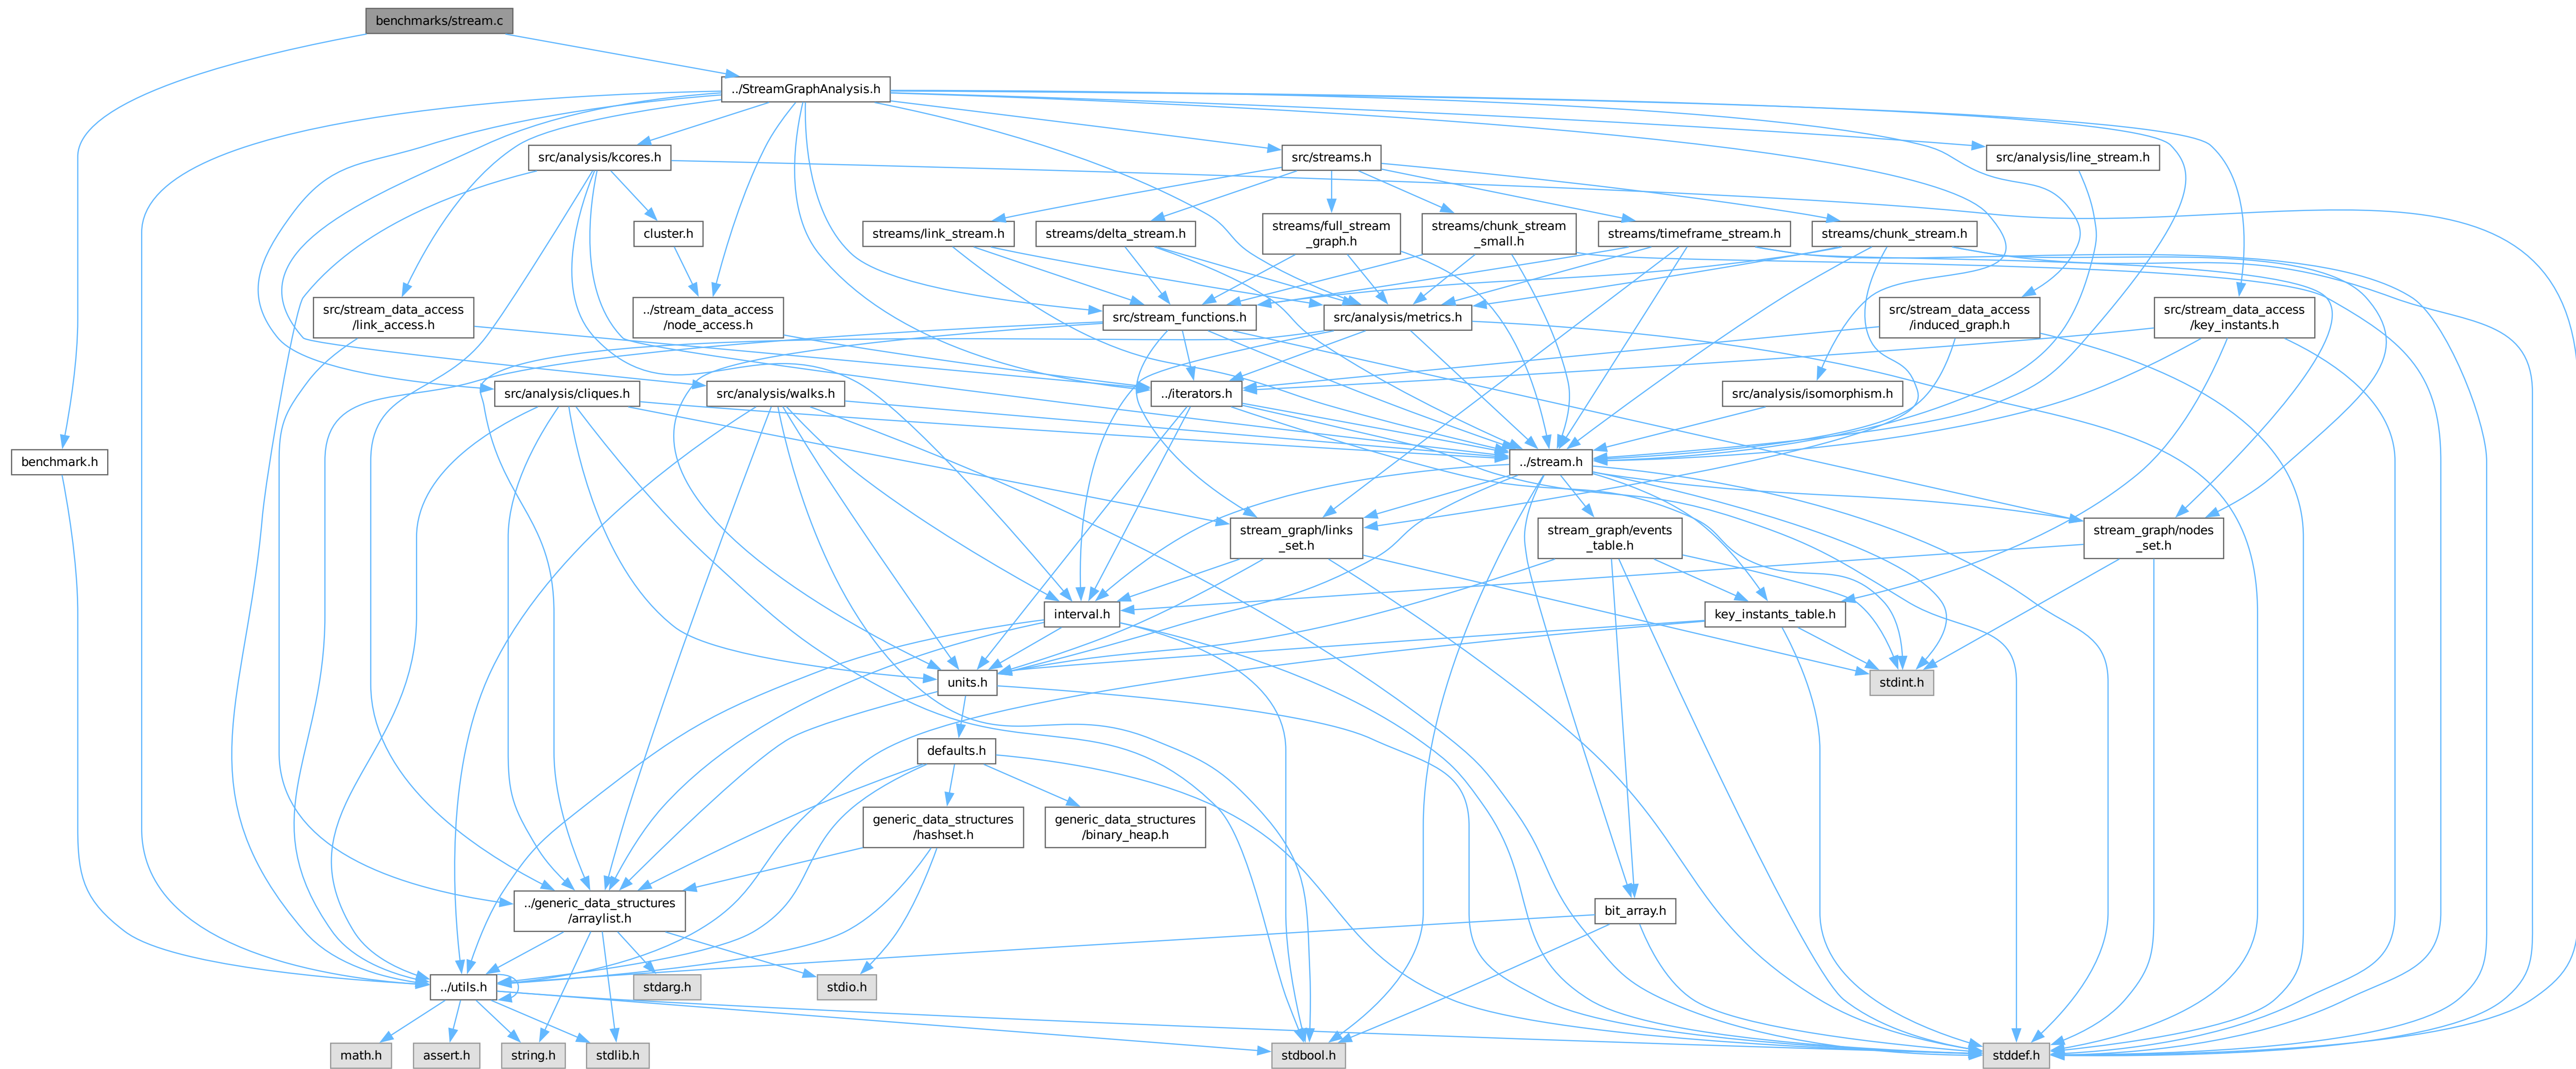 benchmarks/stream.c
../StreamGraphAnalysis.h
src/analysis/kcores.h
src/streams.h
src/analysis/line_stream.h
cluster.h
streams/link_stream.h
streams/delta_stream.h
streams/full_stream
_graph.h
streams/chunk_stream
_small.h
streams/timeframe_stream.h
streams/chunk_stream.h
src/stream_data_access
/link_access.h
../stream_data_access
/node_access.h
src/stream_functions.h
src/analysis/metrics.h
src/stream_data_access
/induced_graph.h
src/stream_data_access
/key_instants.h
src/analysis/cliques.h
src/analysis/walks.h
../iterators.h
src/analysis/isomorphism.h
benchmark.h
../stream.h
stream_graph/links
_set.h
stream_graph/events
_table.h
stream_graph/nodes
_set.h
interval.h
key_instants_table.h
units.h
stdint.h
defaults.h
generic_data_structures
/hashset.h
generic_data_structures
/binary_heap.h
../generic_data_structures
/arraylist.h
bit_array.h
../utils.h
stdarg.h
stdio.h
math.h
assert.h
string.h
stdlib.h
stdbool.h
stddef.h